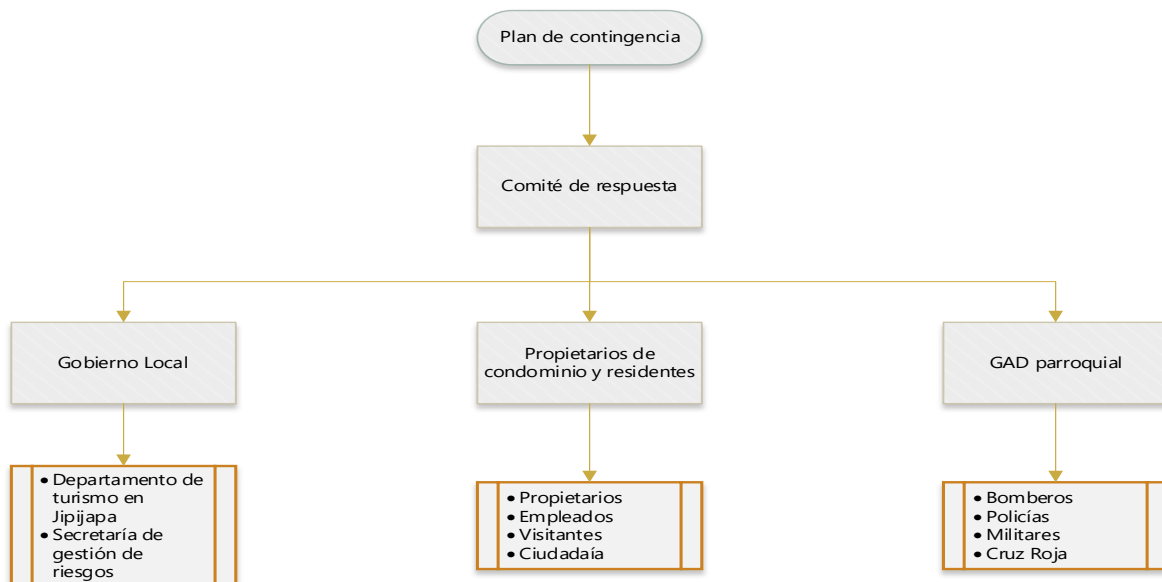 Plan de contingencia
Comité de respuesta
Gobierno Local
Propietarios de
condominio y residentes
GAD parroquial
• Departamento de
turismo en
Jipijapa
• Secretaría de
gestión de
riesgos
• Propietarios
• Empleados
• Visitantes
• Ciudadaía
• Bomberos
• Policías
• Militares
• Cruz Roja